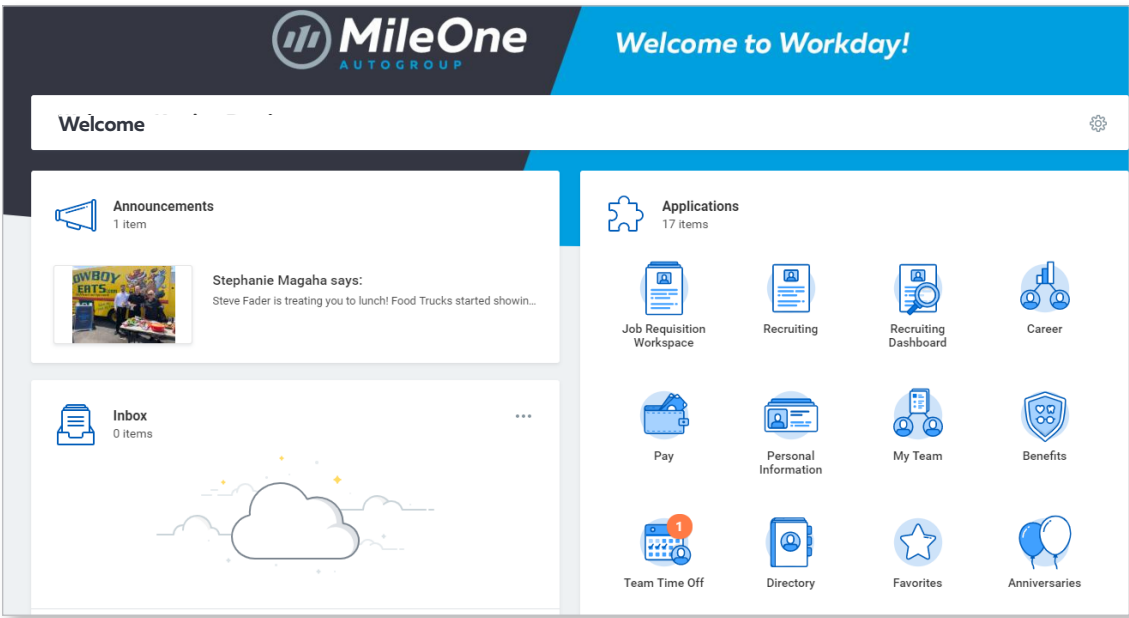 MileOne
AUTOGROUP
Welcome to Workday!
Welcome
Announcements
1 item
Stephanie Magaha says:
Steve Fader is treating you to lunch! Food Trucks started showin...
Inbox
0 items
Applications
17 items
Job Requisition
Workspace
Recruiting
Recruiting
Dashboard
Career
Pay
Personal
Information
My Team
Benefits
1
Team Time Off
Directory
Favorites
Anniversaries